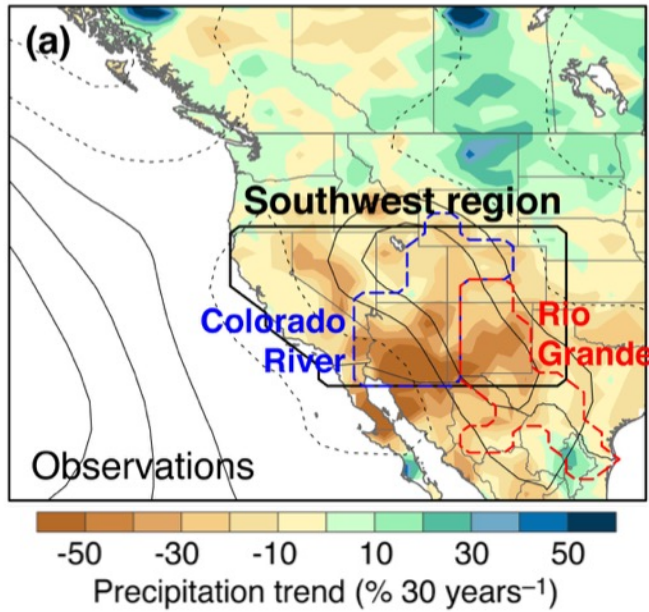 (a)
Southwest region
Colorado
River
Rio
Grande
Observations
-50 -30 -10 10 30 50
Precipitation trend (% 30 years⁻¹)